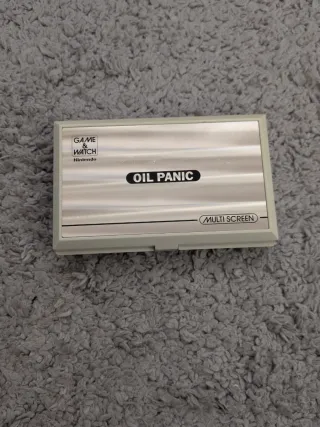 GAME
&
WATCH
Nintendo
OIL PANIC
MULTI SCREEN